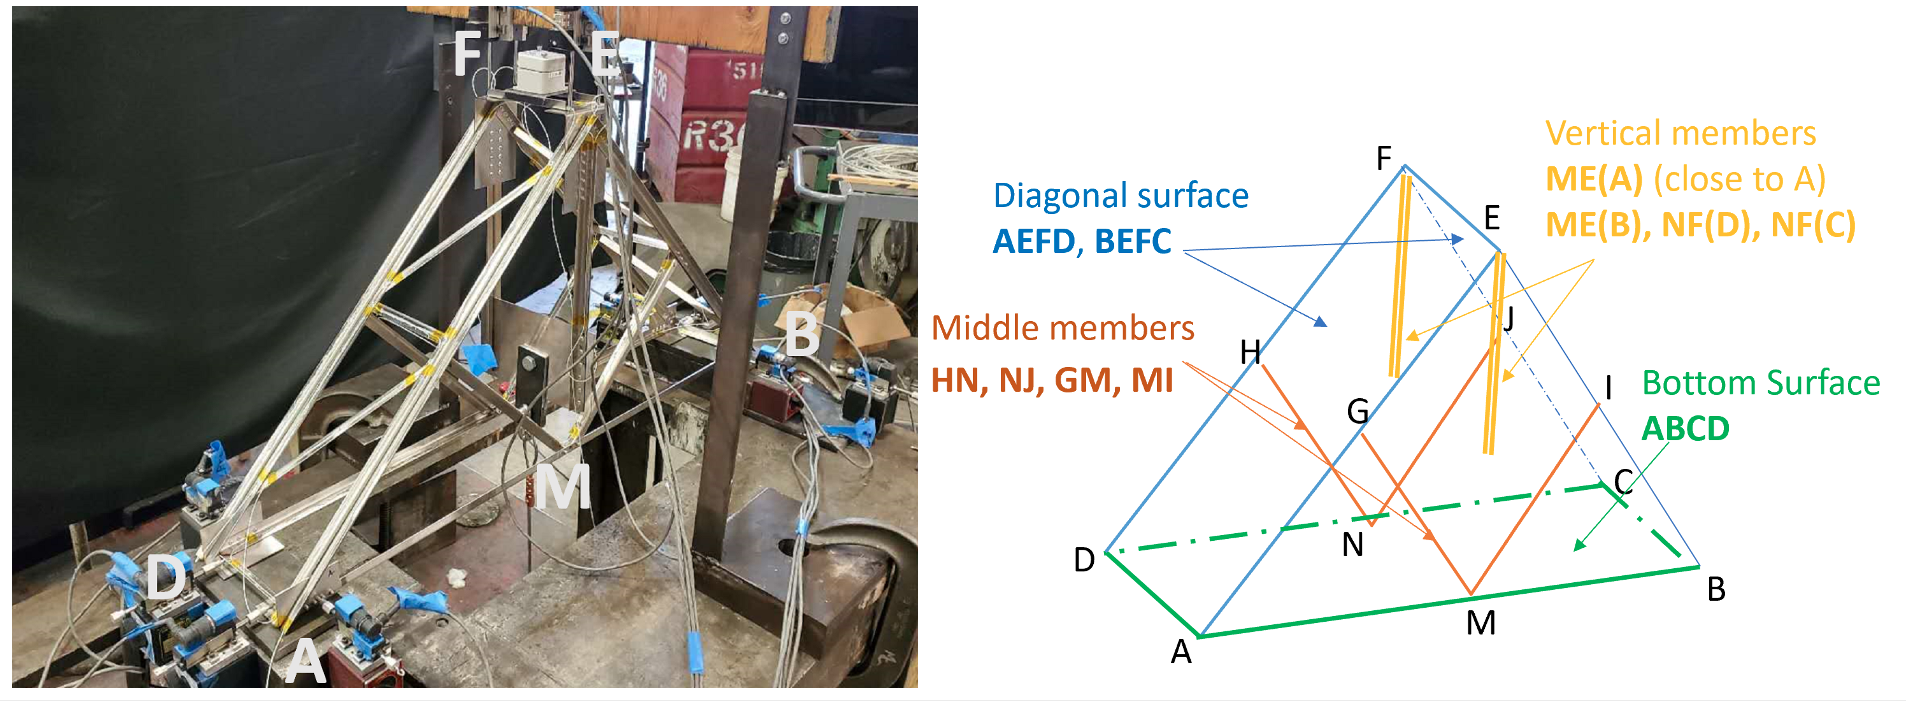 F E
51
36
R3
B
M
D
A
Vertical members
ME(A) (close to A)
ME(B), NF(D), NF(C)
Diagonal surface
AEFD, BEFC
Middle members
HN, NJ, GM, MI
Bottom Surface
ABCD
F
E
J
H
I
G
C
N
D
B
M
A